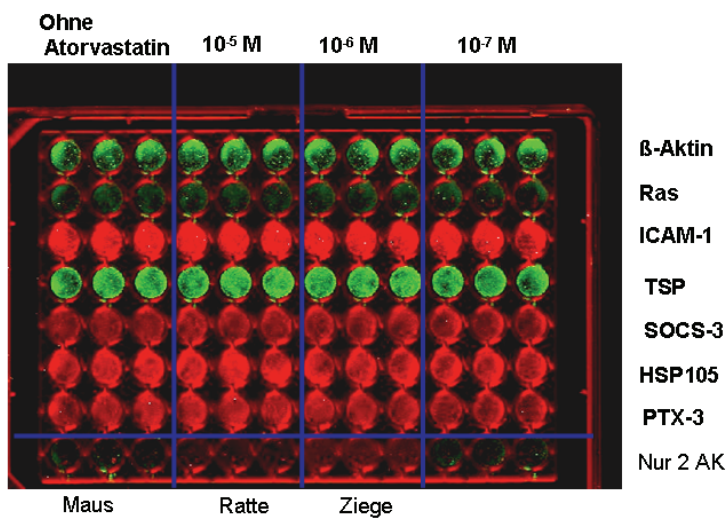 Ohne
Atorvastatin 10-5 M 10-6 M 10-7 M
ß-Aktin
Ras
ICAM-1
TSP
SOCS-3
HSP105
PTX-3
Nur 2 AK
Maus Ratte Ziege